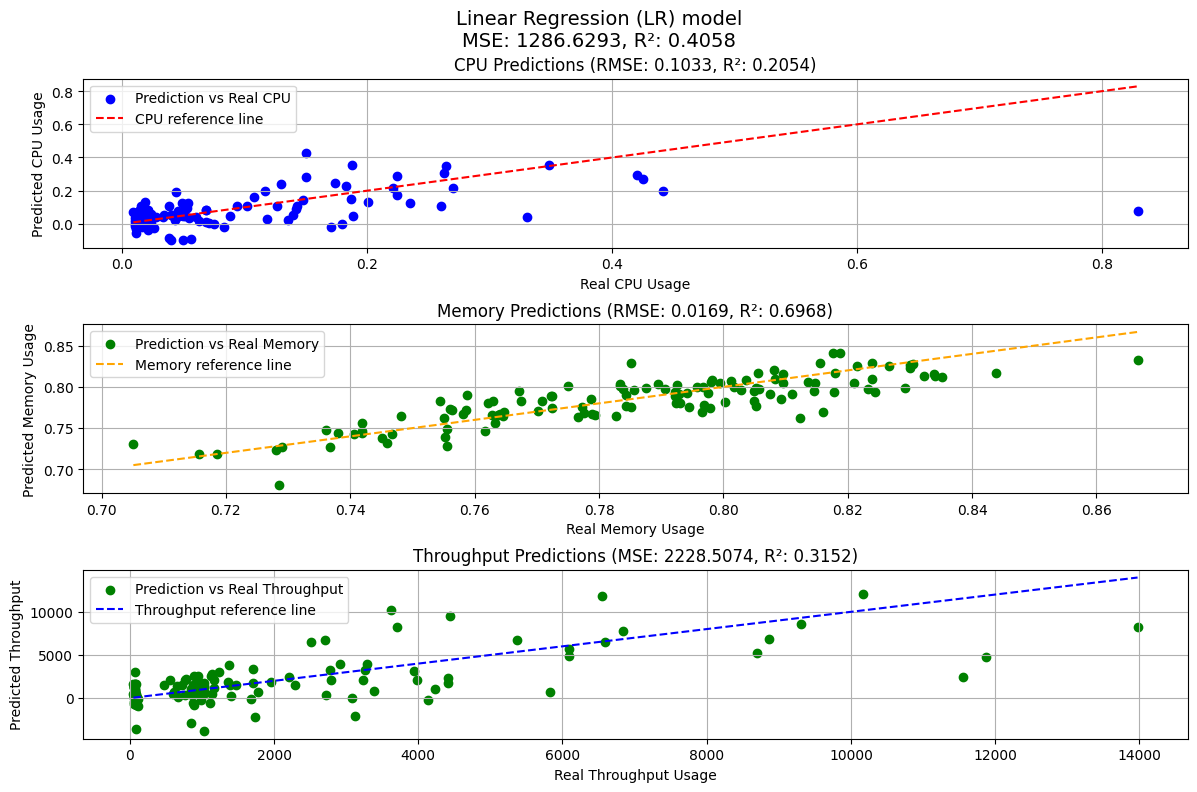 Linear Regression (LR) model
MSE: 1286.6293, R²: 0.4058
CPU Predictions (RMSE: 0.1033, R²: 0.2054)
Prediction vs Real CPU
CPU reference line
Predicted CPU Usage
0.8
0.6
0.4
0.2
0.0
0.0 0.2 0.4 0.6 0.8
Real CPU Usage
Memory Predictions (RMSE: 0.0169, R²: 0.6968)
Prediction vs Real Memory
Memory reference line
Predicted Memory Usage
0.85
0.80
0.75
0.70
0.70 0.72 0.74 0.76 0.78 0.80 0.82 0.84 0.86
Real Memory Usage
Throughput Predictions (MSE: 2228.5074, R²: 0.3152)
Prediction vs Real Throughput
Throughput reference line
Predicted Throughput
10000
5000
0
0 2000 4000 6000 8000 10000 12000 14000
Real Throughput Usage